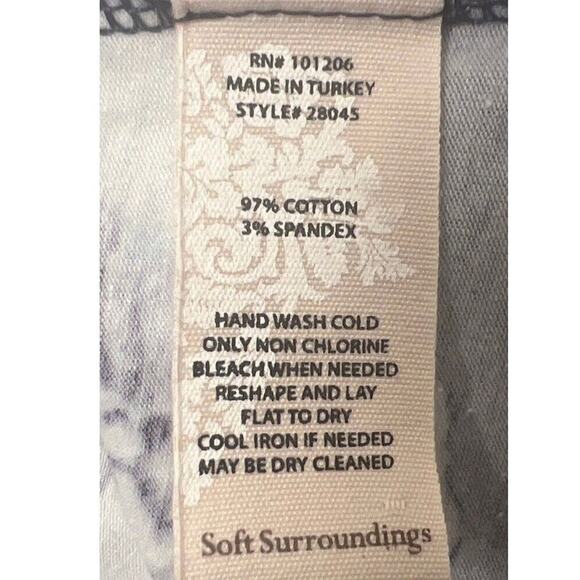 RN# 101206
MADE IN TURKEY
STYLE# 28045
97% COTTON
3% SPANDEX
HAND WASH COLD
ONLY NON CHLORINE
BLEACH WHEN NEEDED
RESHAPE AND LAY
FLAT TO DRY
COOL IRON IF NEEDED
MAY BE DRY CLEANED
Soft Surroundings